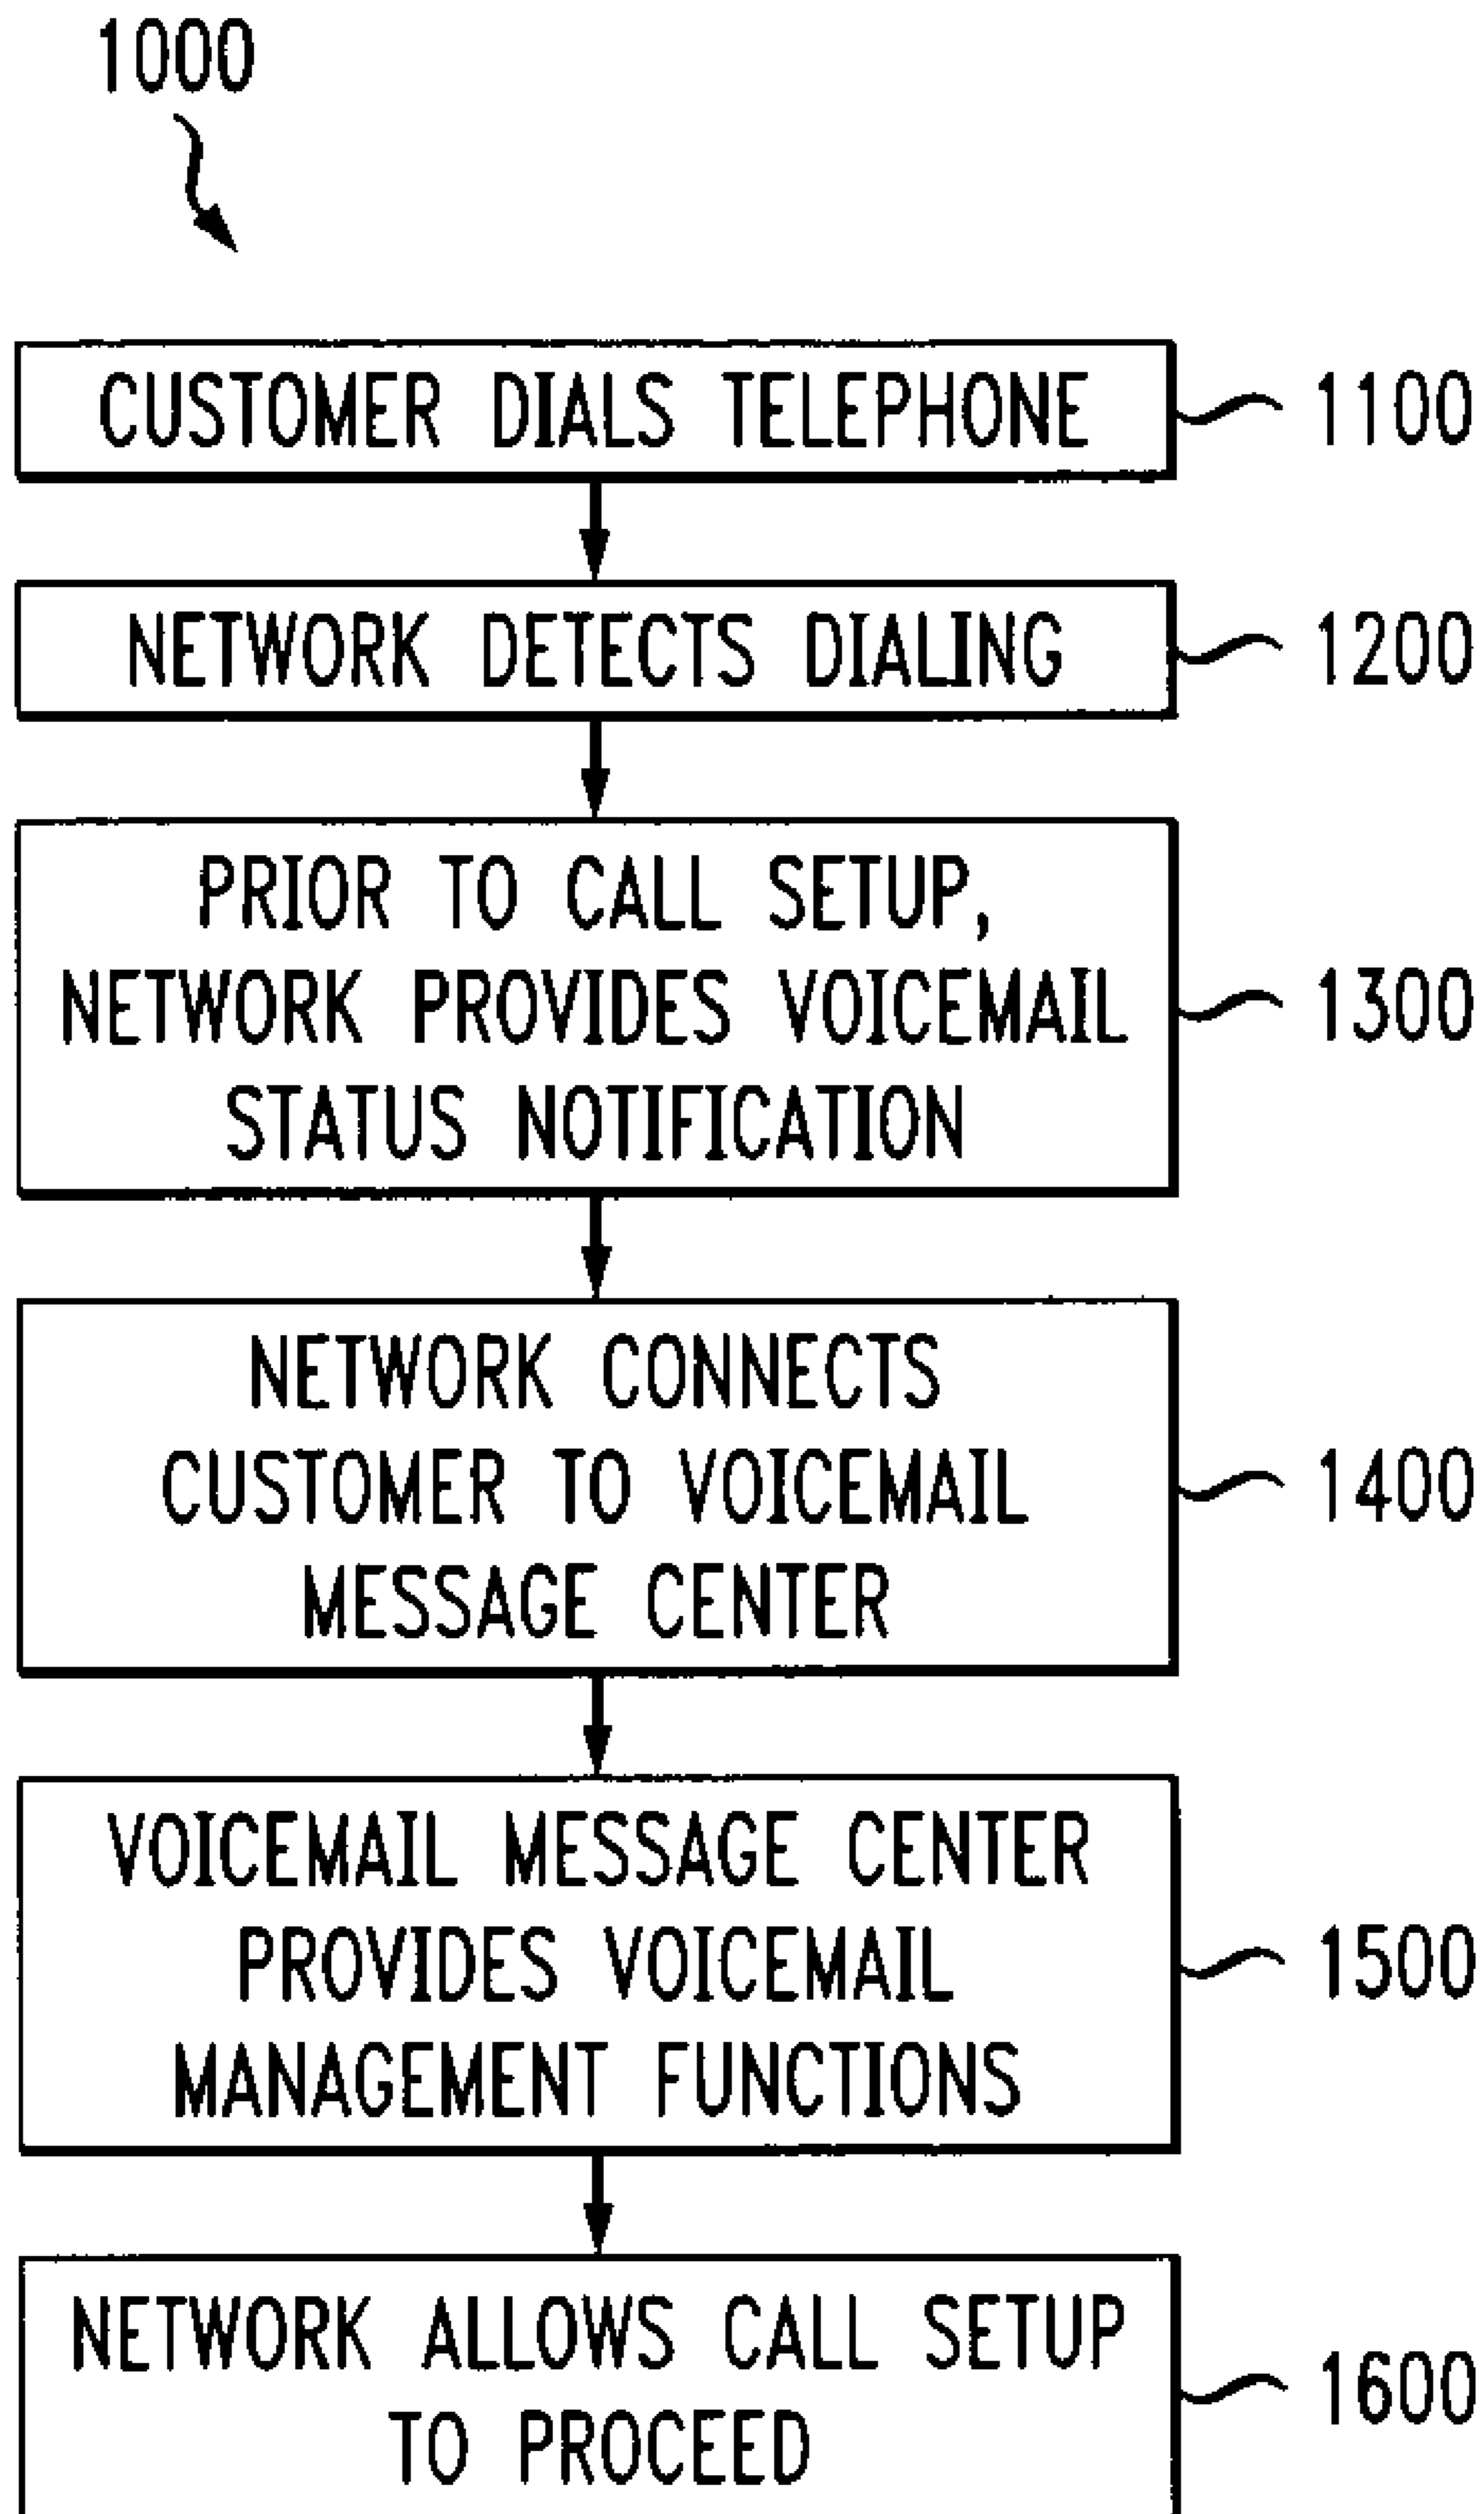 1000
CUSTOMER DIALS TELEPHONE
1100
NETWORK DETECTS DIALING
1200
PRIOR TO CALL SETUP,
NETWORK PROVIDES VOICEMAIL
STATUS NOTIFICATION
1300
NETWORK CONNECTS
CUSTOMER TO VOICEMAIL
MESSAGE CENTER
1400
VOICEMAIL MESSAGE CENTER
PROVIDES VOICEMAIL
MANAGEMENT FUNCTIONS
1500
NETWORK ALLOWS CALL SETUP
TO PROCEED
1600